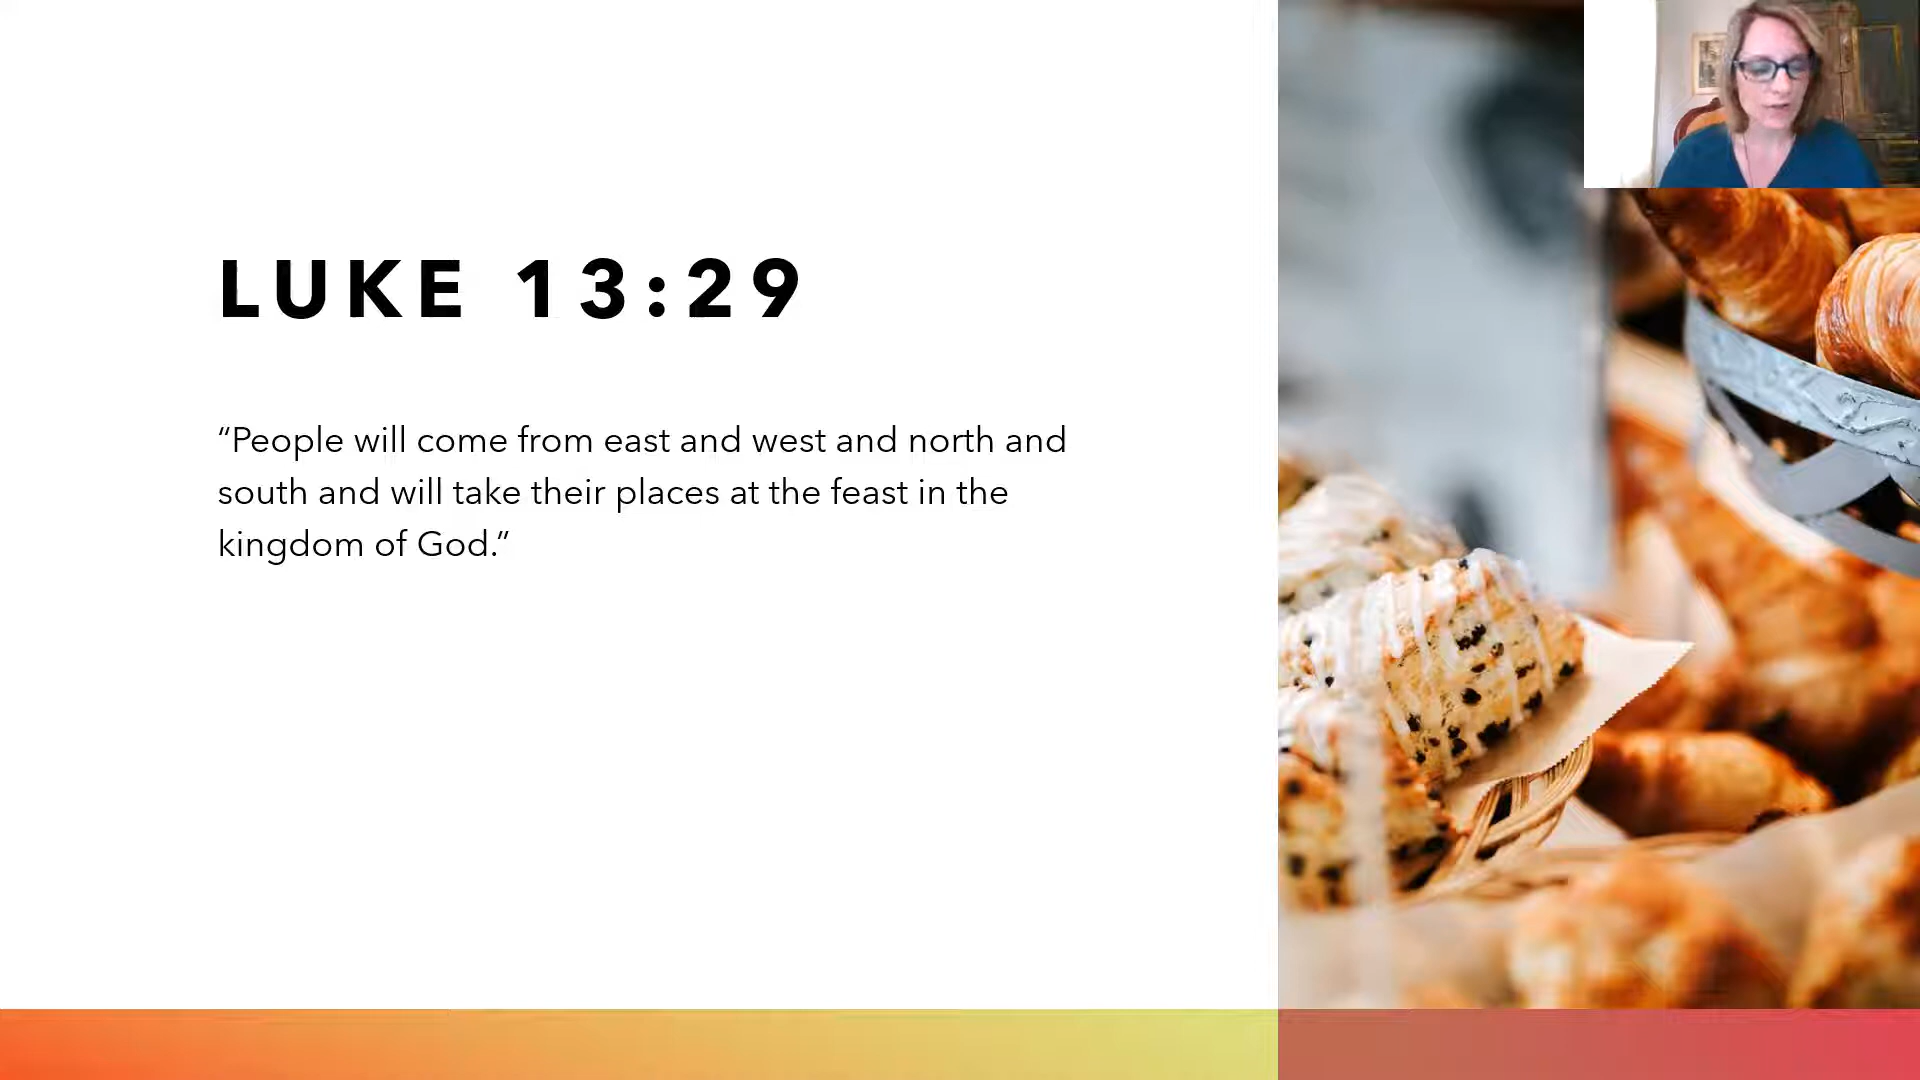 LUKE 13:29
“People will come from east and west and north and
south and will take their places at the feast in the
kingdom of God.”